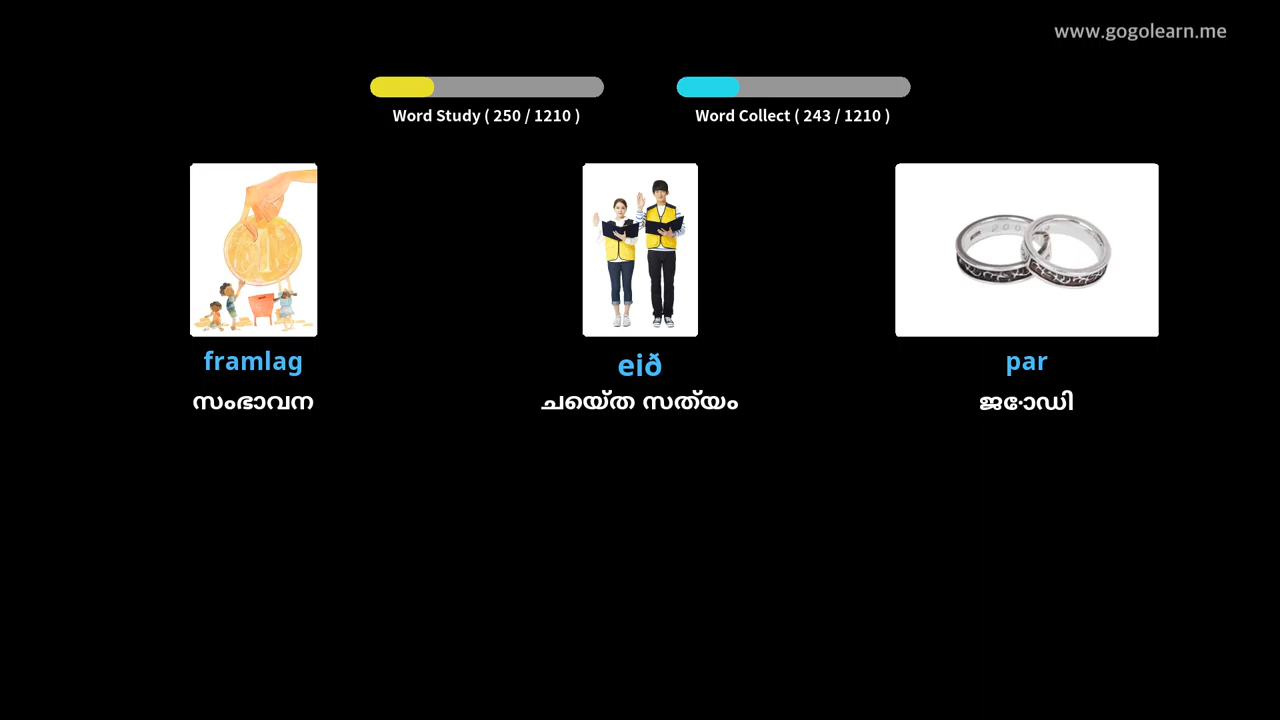 www.gogolearn.me
Word Study ( 250 / 1210 )
Word Collect ( 243 / 1210 )
framlag
eið
par
സംഭാവന
ചയ്െത സത്യം
ജോഡി